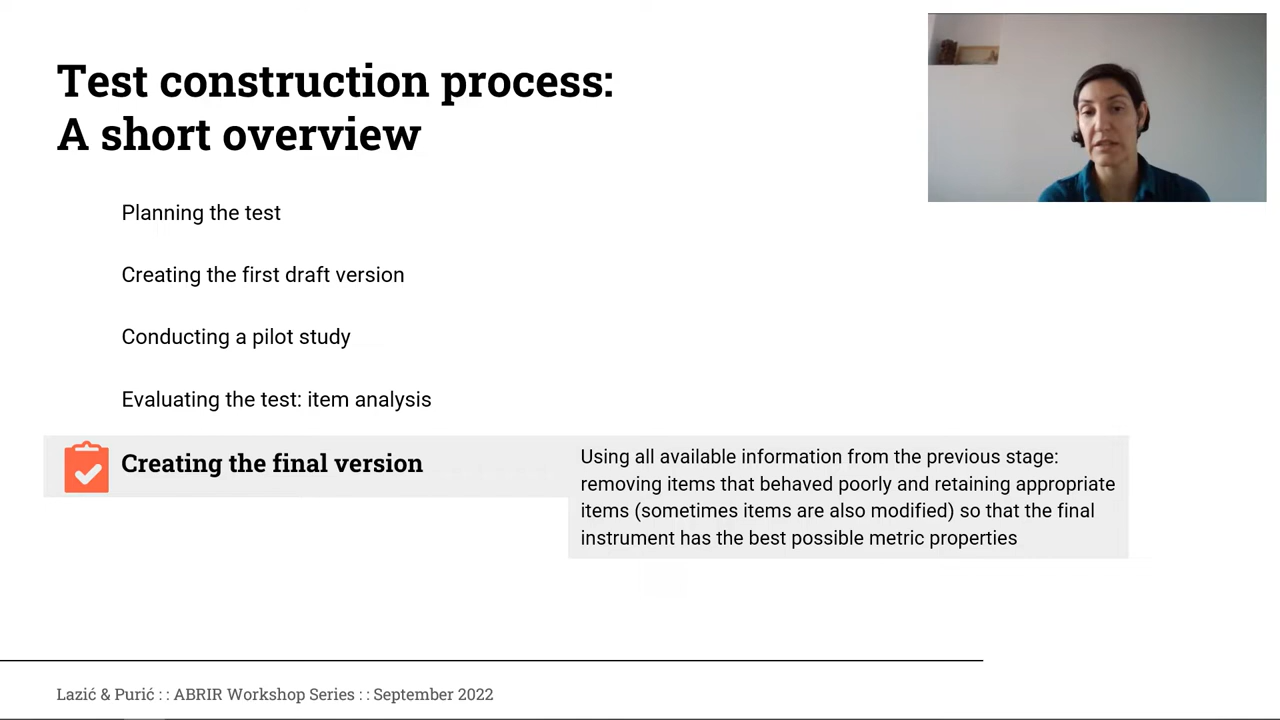 Test construction process:
A short overview
Planning the test
Creating the first draft version
Conducting a pilot study
Evaluating the test: item analysis
Creating the final version
Using all available information from the previous stage:
removing items that behaved poorly and retaining appropriate
items (sometimes items are also modified) so that the final
instrument has the best possible metric properties
Lazić & Purić : : ABRIR Workshop Series : : September 2022